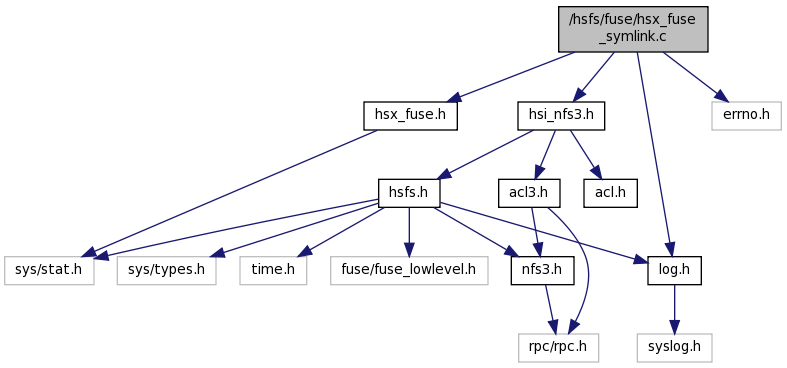 /hsfs/fuse/hsx_fuse
_symlink.c
hsx_fuse.h
hsi_nfs3.h
errno.h
hsfs.h
acl3.h
acl.h
sys/stat.h
sys/types.h
time.h
fuse/fuse_lowlevel.h
nfs3.h
log.h
rpc/rpc.h
syslog.h